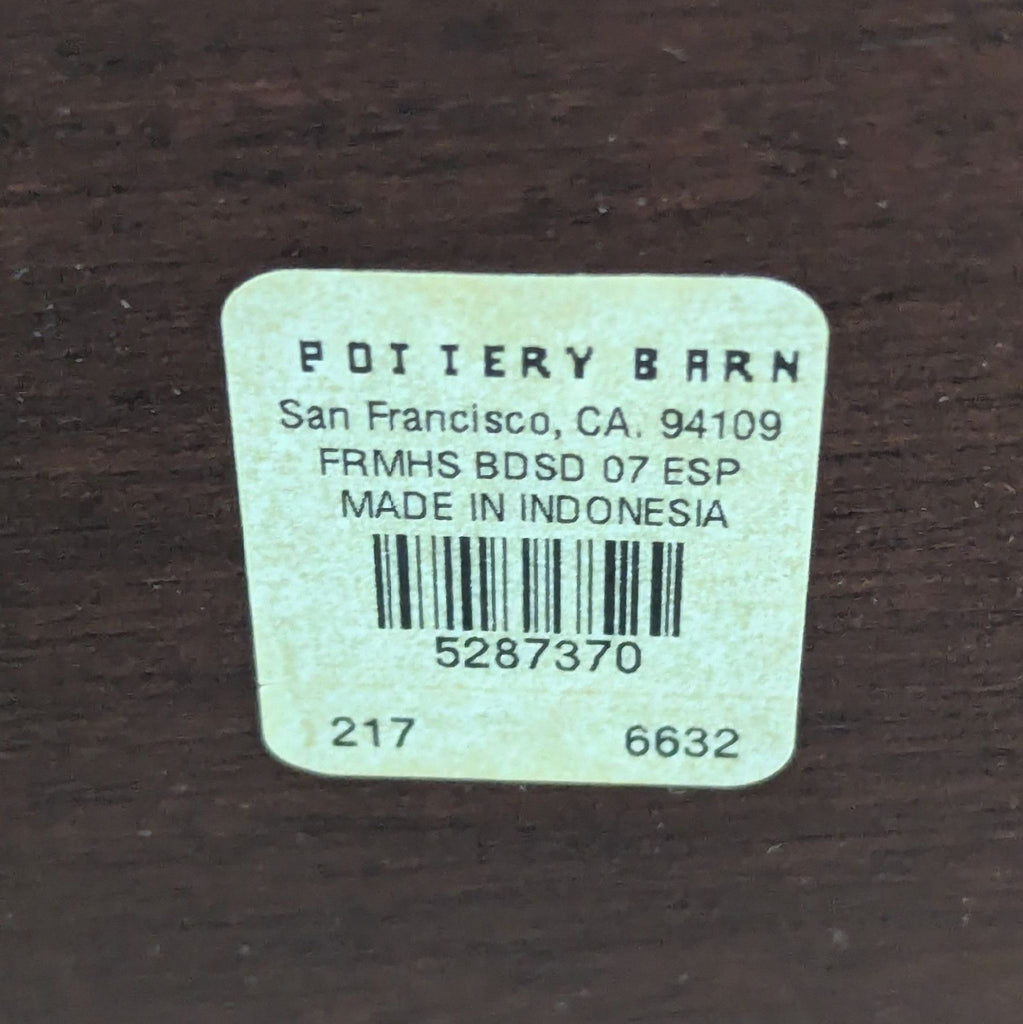 POTTERY BARN
San Francisco, CA. 94109
FRMHS BDSD 07 ESP
MADE IN INDONESIA
5287370
217 6632